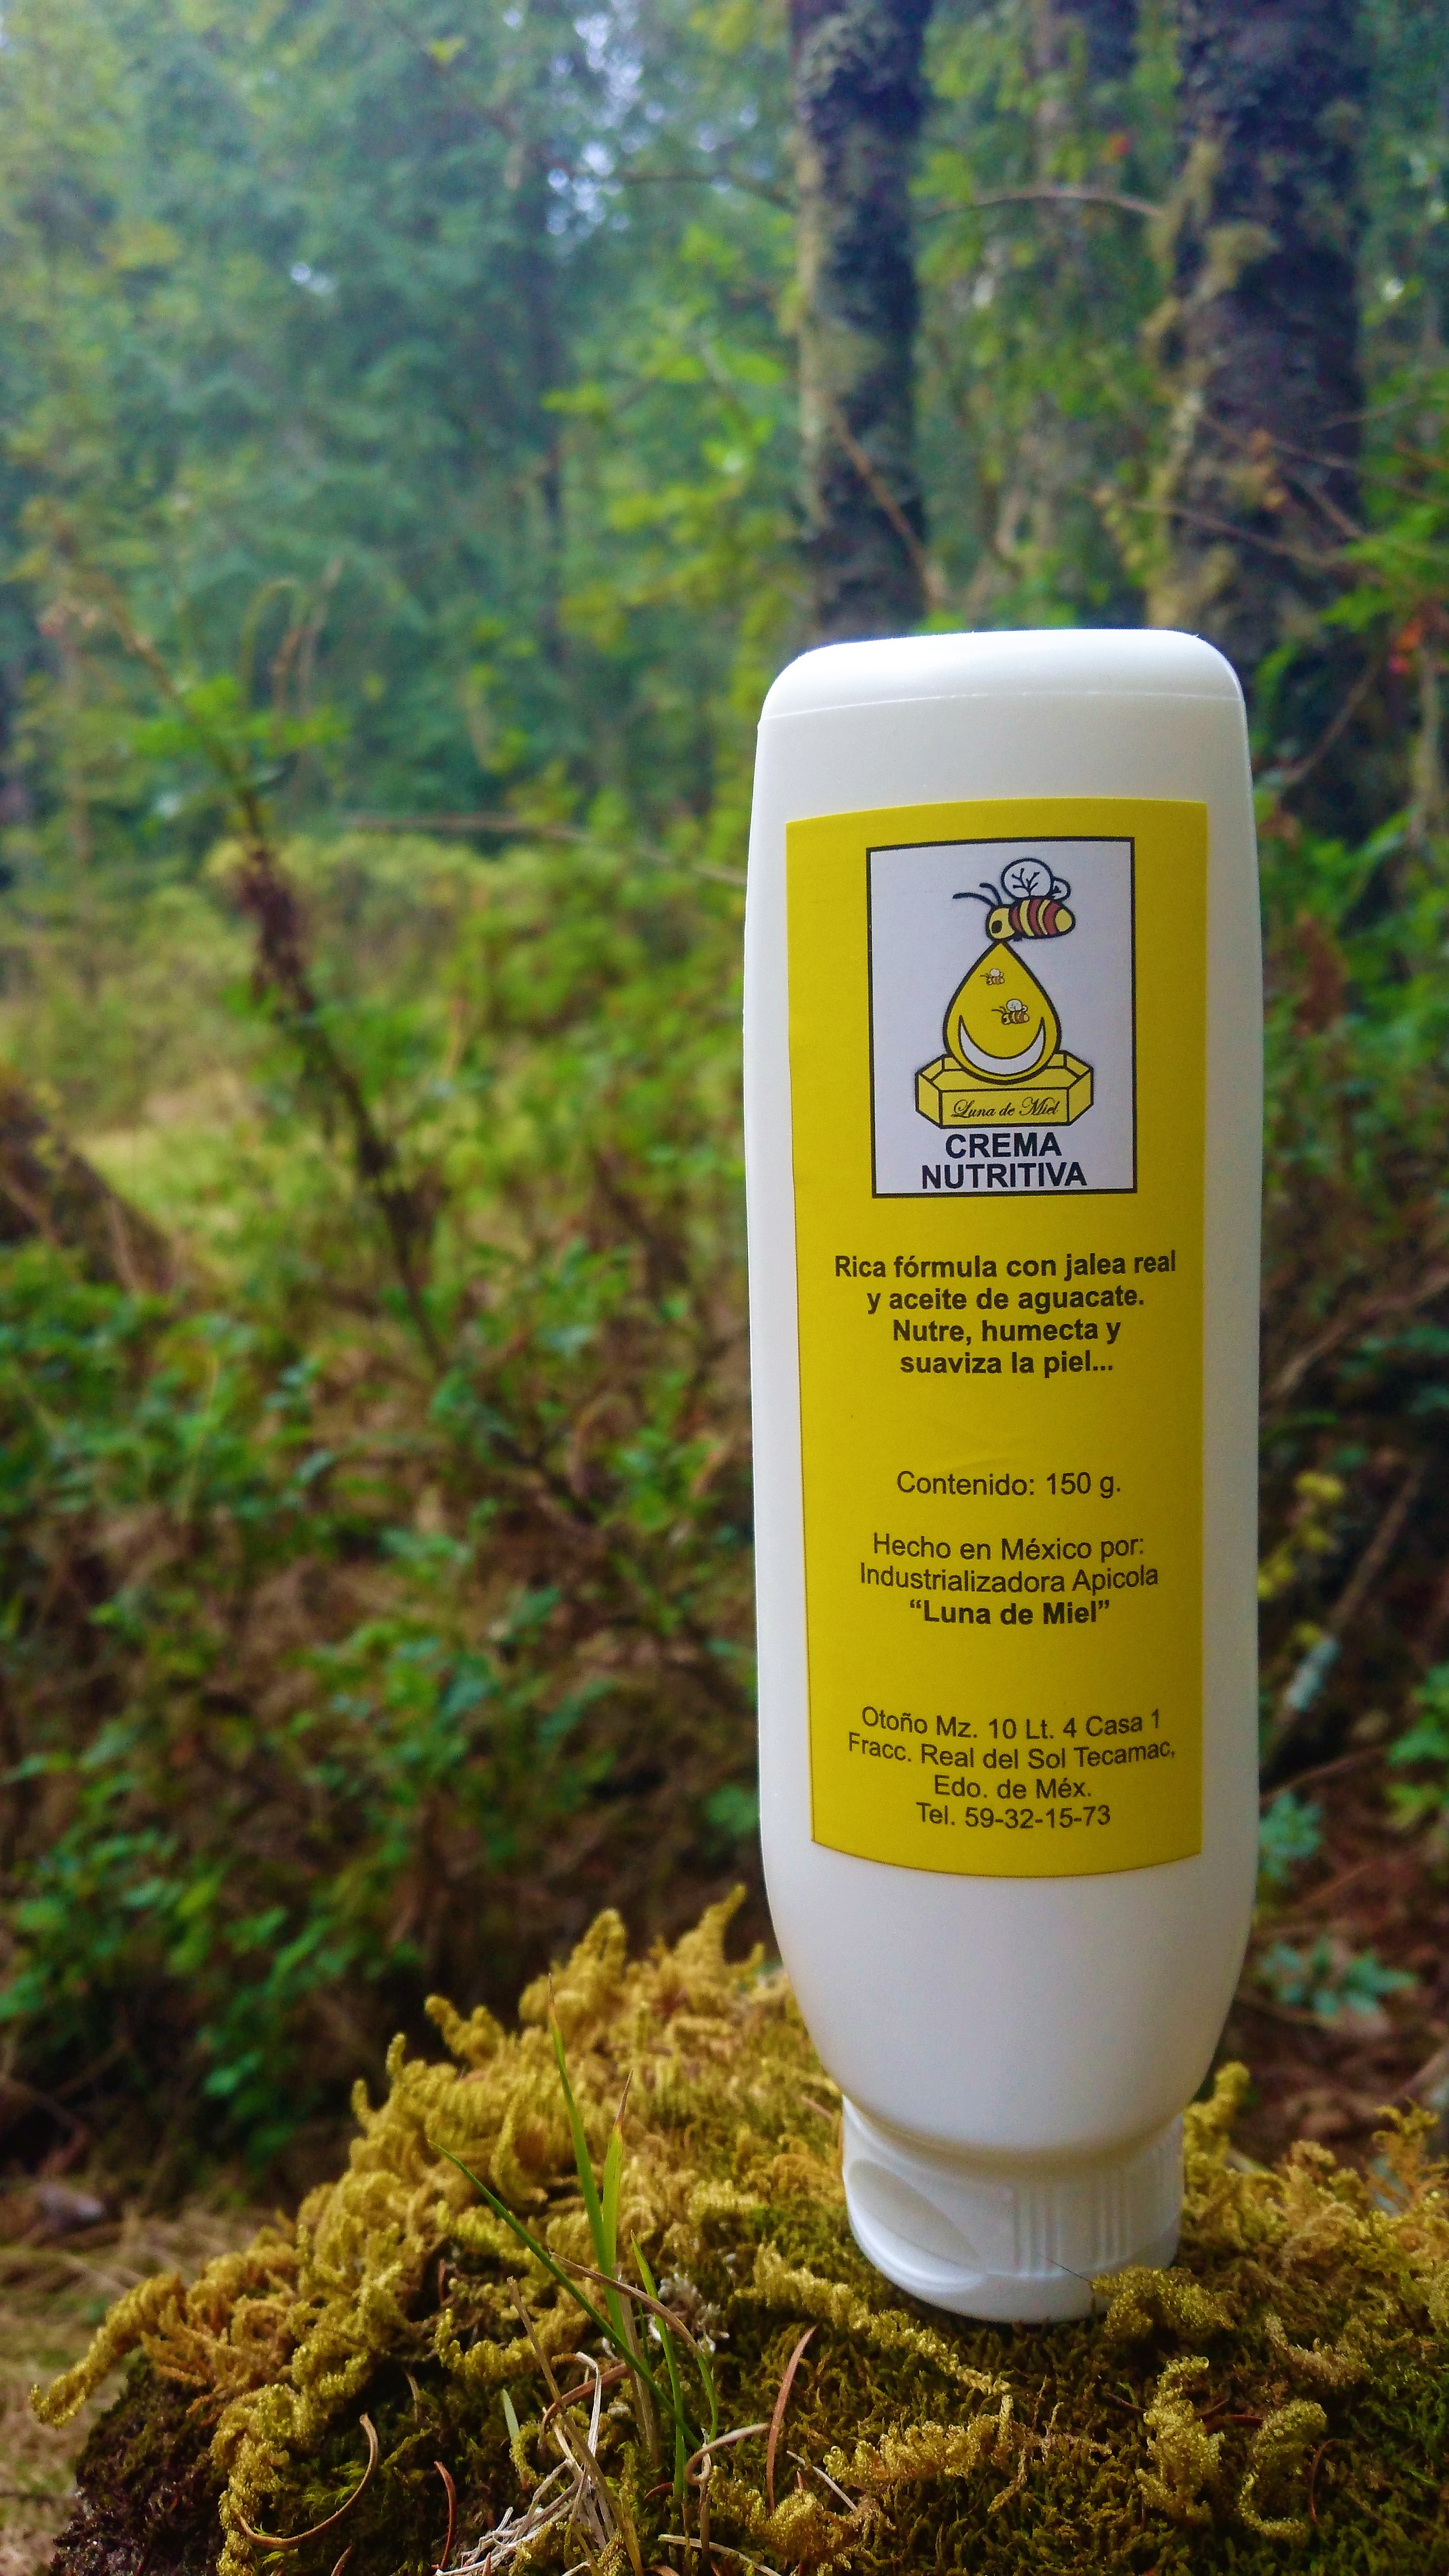 Luna de Miel
CREMA
NUTRITIVA
Rica fórmula con jalea real
y aceite de aguacate.
Nutre, humecta y
suaviza la piel...
Contenido: 150 g.
Hecho en México por:
Industrializadora Apicola
“Luna de Miel”
Otoño Mz. 10 Lt. 4 Casa 1
Fracc. Real del Sol Tecamac,
Edo. de Méx.
Tel. 59-32-15-73